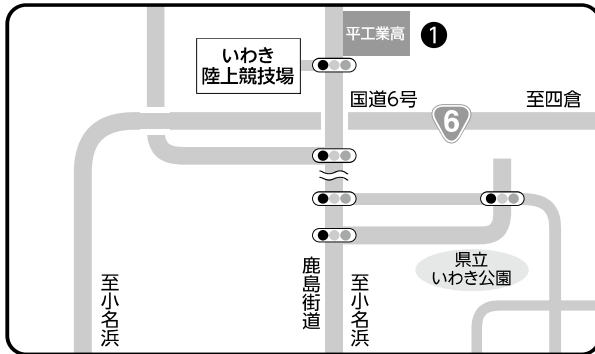 平工業高
❶
いわき
陸上競技場
国道6号
6
至四倉
県立
いわき公園
至小名浜
鹿島街道
至小名浜